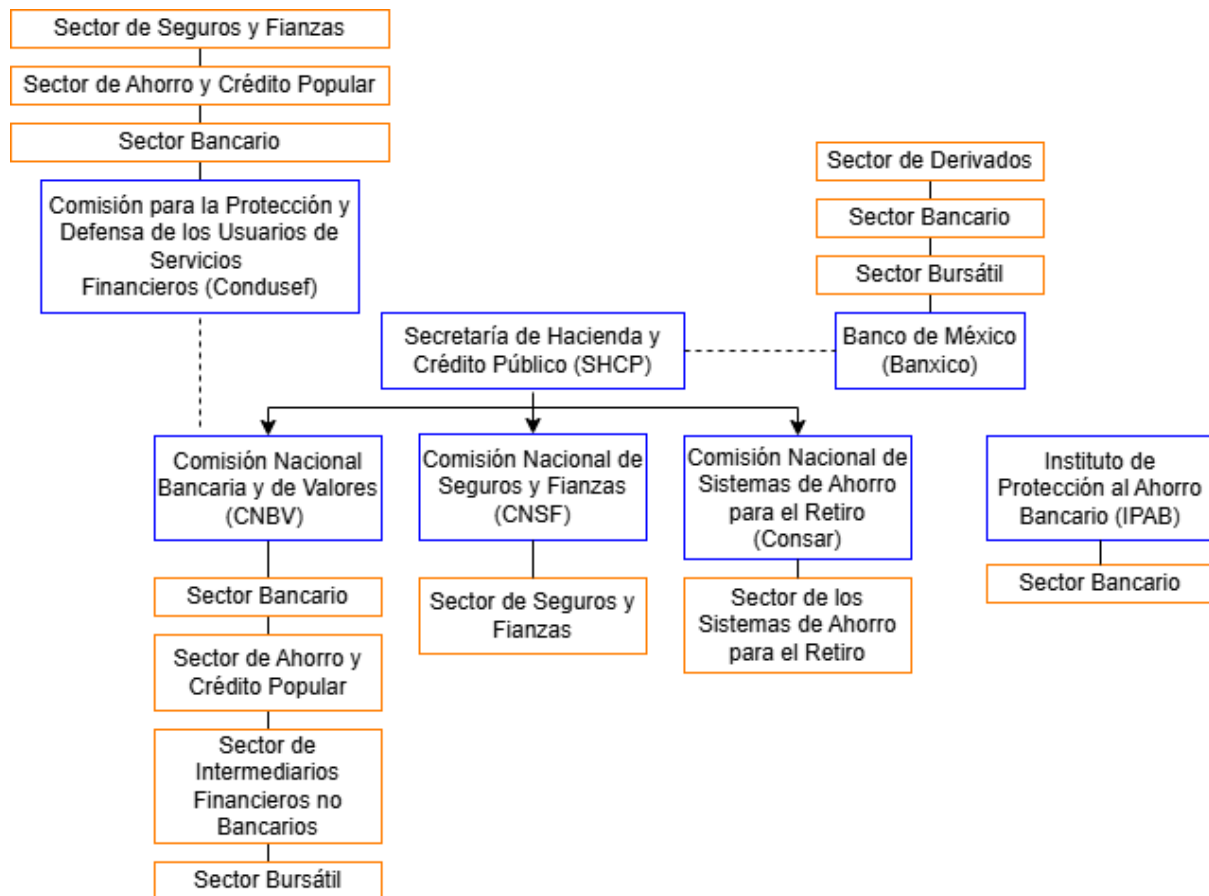 Sector de Seguros y Fianzas
Sector de Ahorro y Crédito Popular
Sector Bancario
Comisión para la Protección y
Defensa de los Usuarios de
Servicios
Financieros (Condusef)
Sector de Derivados
Sector Bancario
Sector Bursátil
Banco de México
(Banxico)
Secretaría de Hacienda y
Crédito Público (SHCP)
Comisión Nacional
Bancaria y de Valores
(CNBV)
Sector Bancario
Sector de Ahorro y
Crédito Popular
Sector de
Intermediarios
Financieros no
Bancarios
Sector Bursátil
Comisión Nacional de
Seguros y Fianzas
(CNSF)
Sector de Seguros y
Fianzas
Comisión Nacional de
Sistemas de Ahorro
para el Retiro
(Consar)
Sector de los
Sistemas de Ahorro
para el Retiro
Instituto de
Protección al Ahorro
Bancario (IPAB)
Sector Bancario